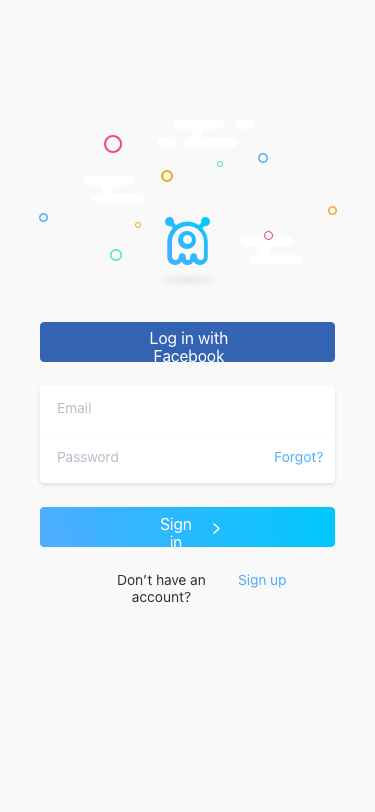 Log in with
Facebook
Email
Password
Forgot?
Sign
in
Don’t have an
account?
Sign up